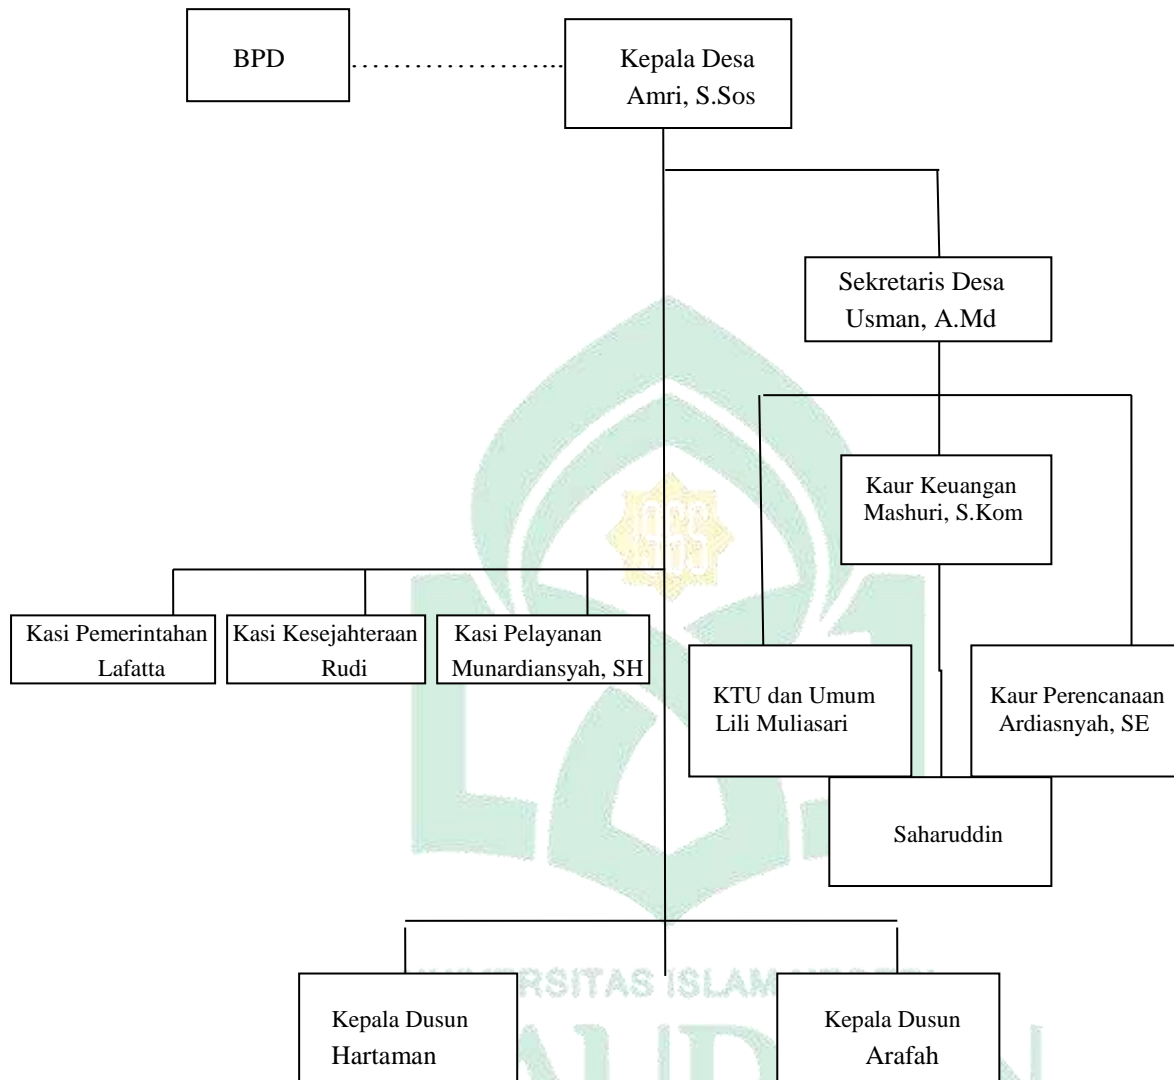 BPD
Kepala Desa
Amri, S.Sos
Sekretaris Desa
Usman, A.Md
Kaur Keuangan
Mashuri, S.Kom
1965
Kasi Pemerintahan
Lafatta
Kasi Kesejahteraan
Rudi
Kasi Pelayanan
Munardiansyah, SH
KTU dan Umum
Lili Muliasari
Kaur Perencanaan
Ardiasnyah, SE
Saharuddin
ISLAM
Kepala Dusun
Hartaman
Kepala Dusun
Arafah